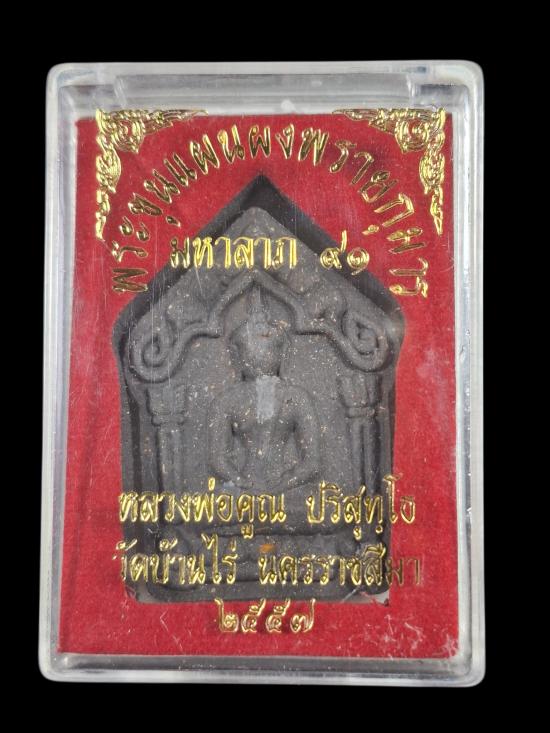 พระขุนแผนผงพรายกุมาร
มหาลาภ ๙๑
หลวงพ่อคูณ ปริสุทฺโธ
วัดบ้านไร่ นครราชสีมา
๒๕๕๗